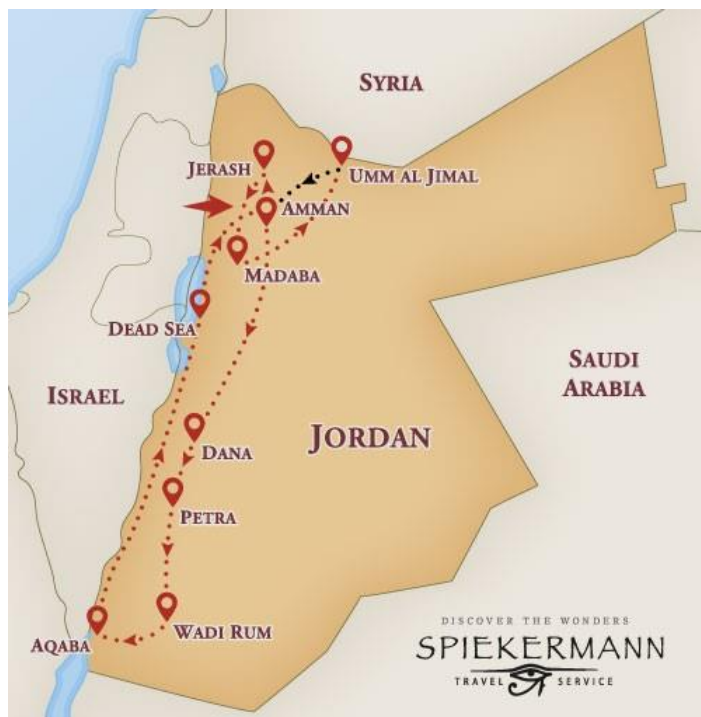 SYRIA
JERASH
UMM AL JIMAL
AMMAN
MADABA
DEAD SEA
SAUDI
ARABIA
ISRAEL
JORDAN
DANA
PETRA
WADI RUM
AQABA
DISCOVER THE WONDERS
SPIEKERMANN
TRAVEL SERVICE